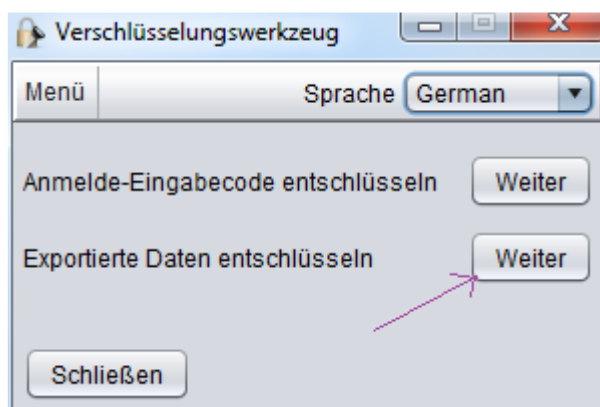 Verschlüsselungswerkzeug
Menü Sprache German
Anmelde-Eingabecode entschlüsseln Weiter
Exportierte Daten entschlüsseln Weiter
Schließen